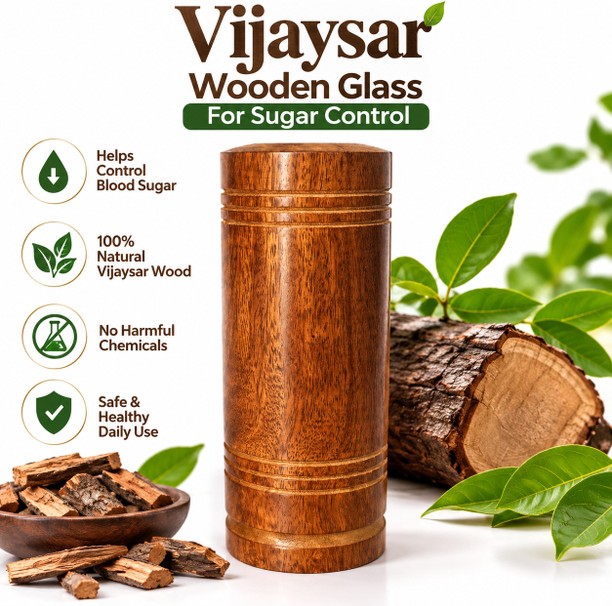 Vijaysar
Wooden Glass
For Sugar Control
Helps
Control
Blood Sugar
100%
Natural
Vijaysar Wood
No Harmful
Chemicals
Safe &
Healthy
Daily Use